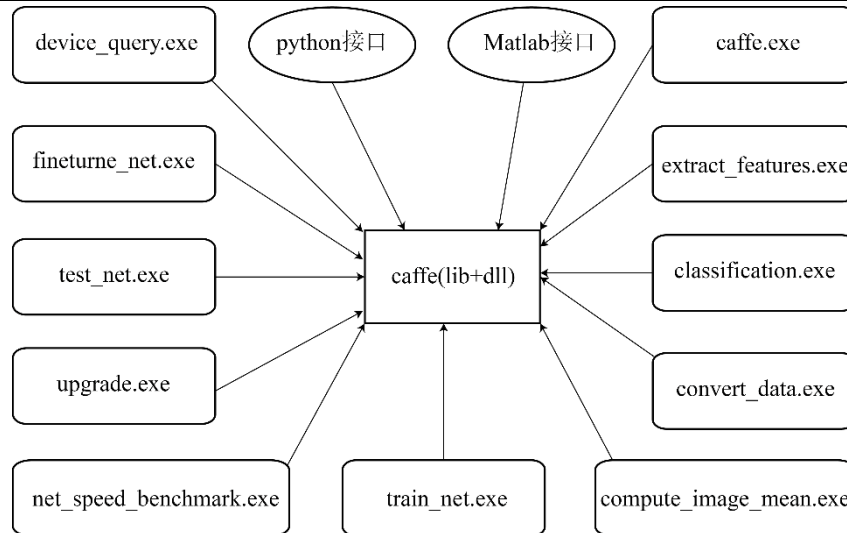 device_query.exe
python接口
Matlab接口
caffe.exe
fineturne_net.exe
extract_features.exe
caffe(lib+dll)
test_net.exe
classification.exe
upgrade.exe
convert_data.exe
net_speed_benchmark.exe
train_net.exe
compute_image_mean.exe